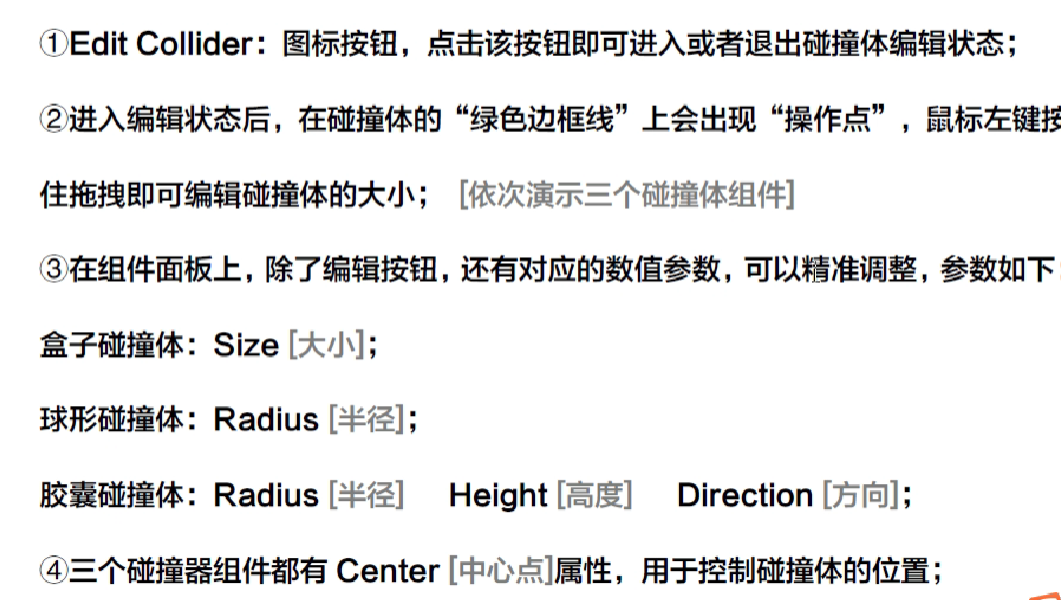 ①Edit Collider：图标按钮，点击该按钮即可进入或者退出碰撞体编辑状态；
②进入编辑状态后，在碰撞体的“绿色边框线”上会出现“操作点”，鼠标左键按
住拖拽即可编辑碰撞体的大小； [依次演示三个碰撞体组件]
③在组件面板上，除了编辑按钮，还有对应的数值参数，可以精准调整，参数如下
盒子碰撞体：Size [大小]；
球形碰撞体：Radius [半径]；
胶囊碰撞体：Radius [半径] Height [高度] Direction [方向]；
④三个碰撞器组件都有 Center [中心点]属性，用于控制碰撞体的位置；